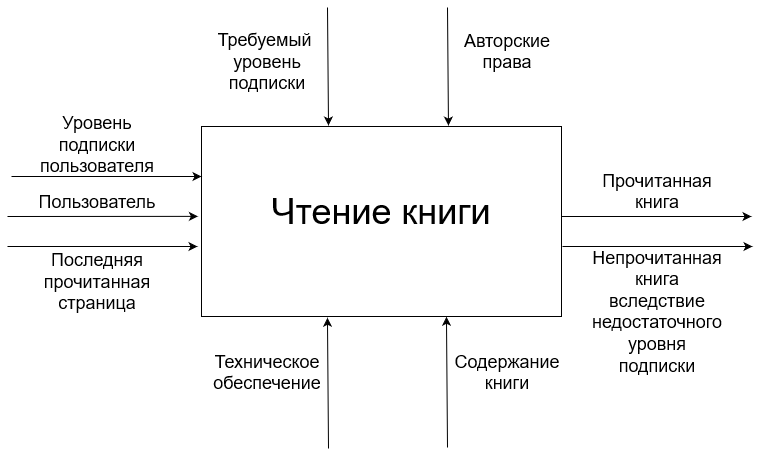 Требуемый
уровень
подписки
Авторские
права
Уровень
подписки
пользователя
Пользователь
Последняя
прочитанная
страница
Чтение книги
Прочитанная
книга
Непрочитанная
книга
вследствие
недостаточного
уровня
подписки
Техническое
обеспечение
Содержание
книги